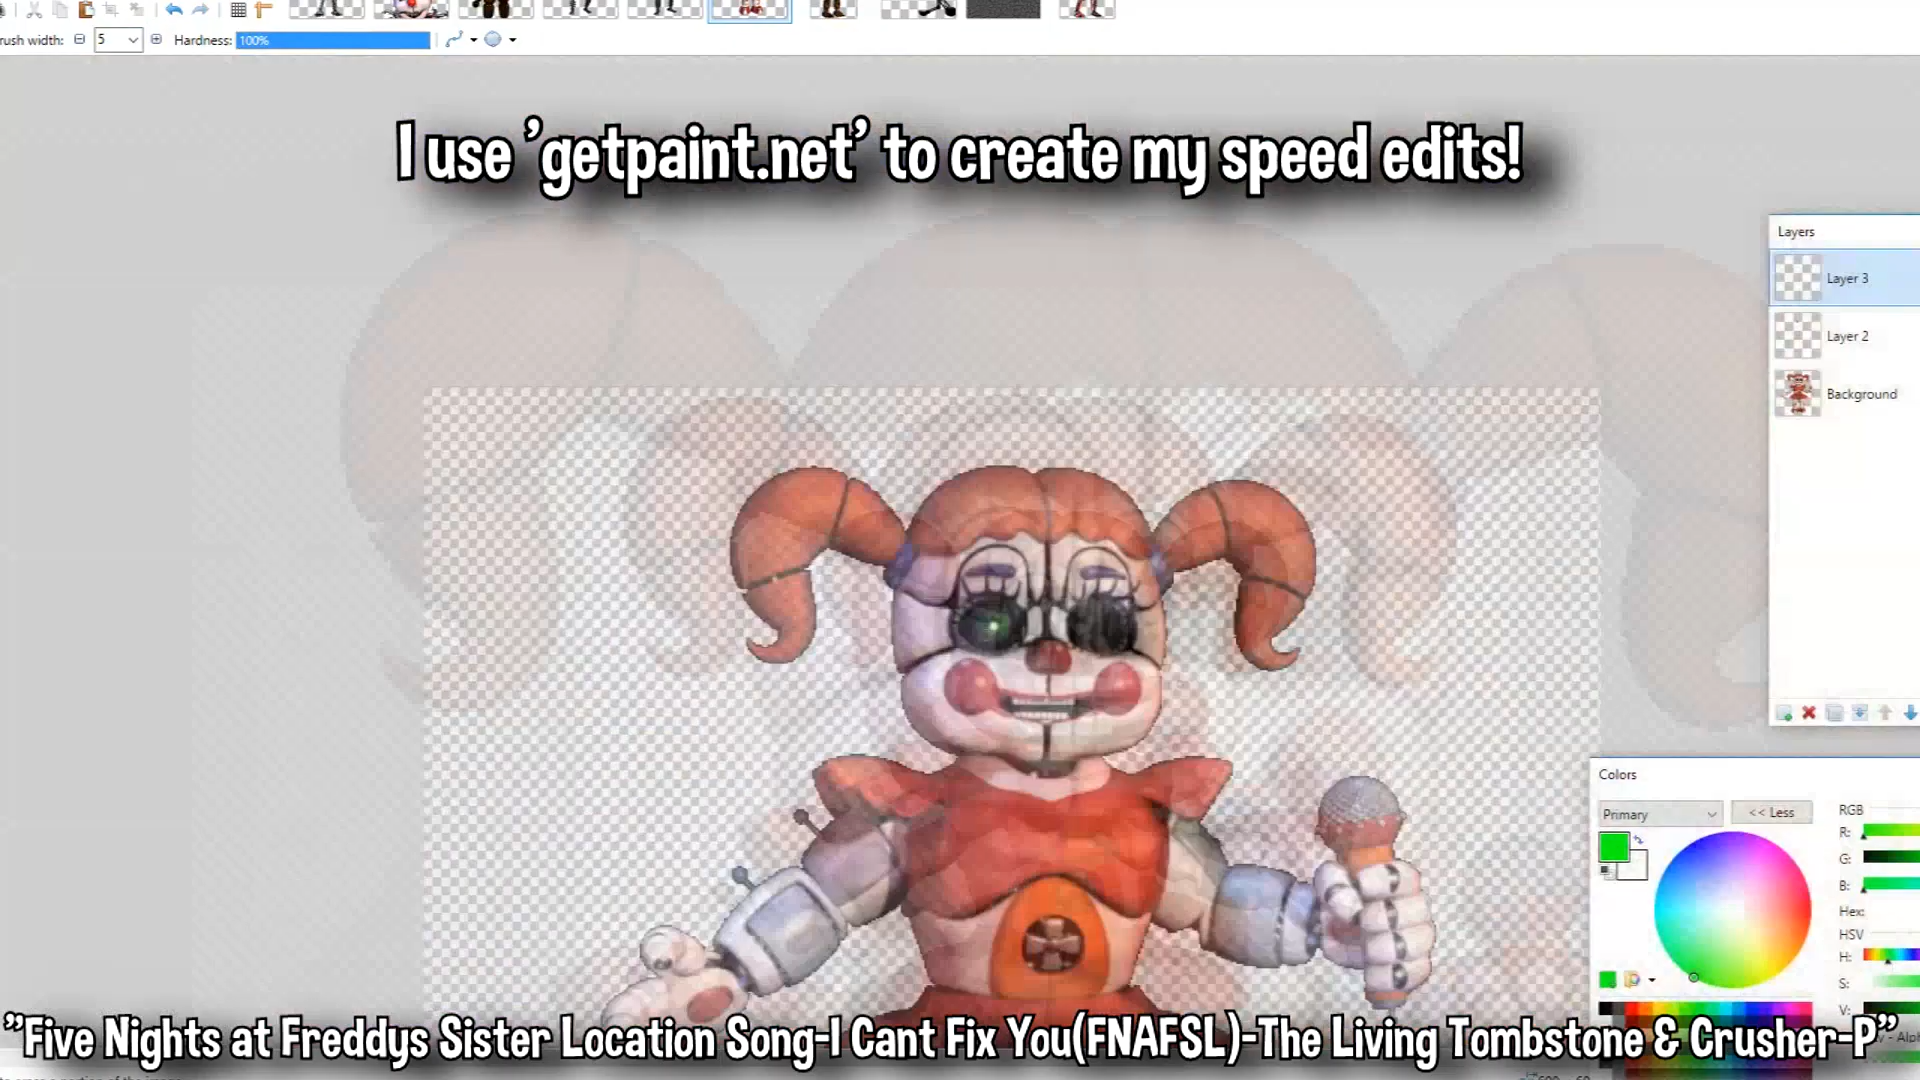 rush width: 5 Hardness: 100%
I use 'getpaint.net' to create my speed edits!
Layers
Layer 3
Layer 2
Background
Colors
Primary << Less RGB
R:
G:
B:
Hex:
HSV
H:
S:
V:
"Five Nights at Freddys Sister Location Song-I Cant Fix You(FNAFSL)-The Living Tombstone & Crusher-P"